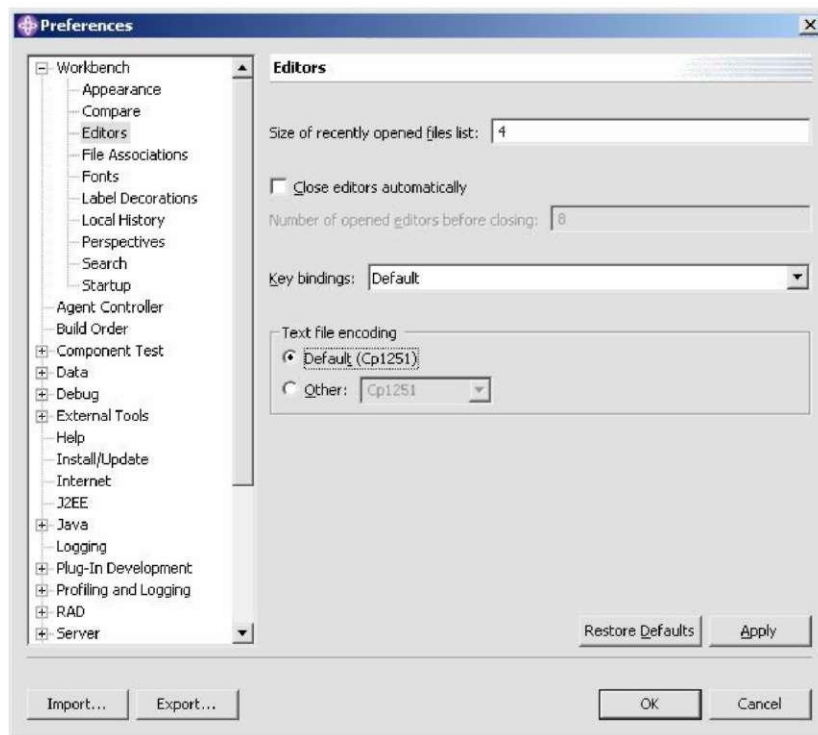 Preferences
Workbench
Appearance
Compare
Editors
File Associations
Fonts
Label Decorations
Local History
Perspectives
Search
Startup
Agent Controller
Build Order
Component Test
Data
Debug
External Tools
Help
Install/Update
Internet
J2EE
Java
Logging
Plug-In Development
Profiling and Logging
RAD
Server
Editors
Size of recently opened files list: 4
Close editors automatically
Number of opened editors before closing: 8
Key bindings: Default
Text file encoding
Default (Cp1251)
Other: Cp1251
Restore Defaults Apply
Import... Export... OK Cancel